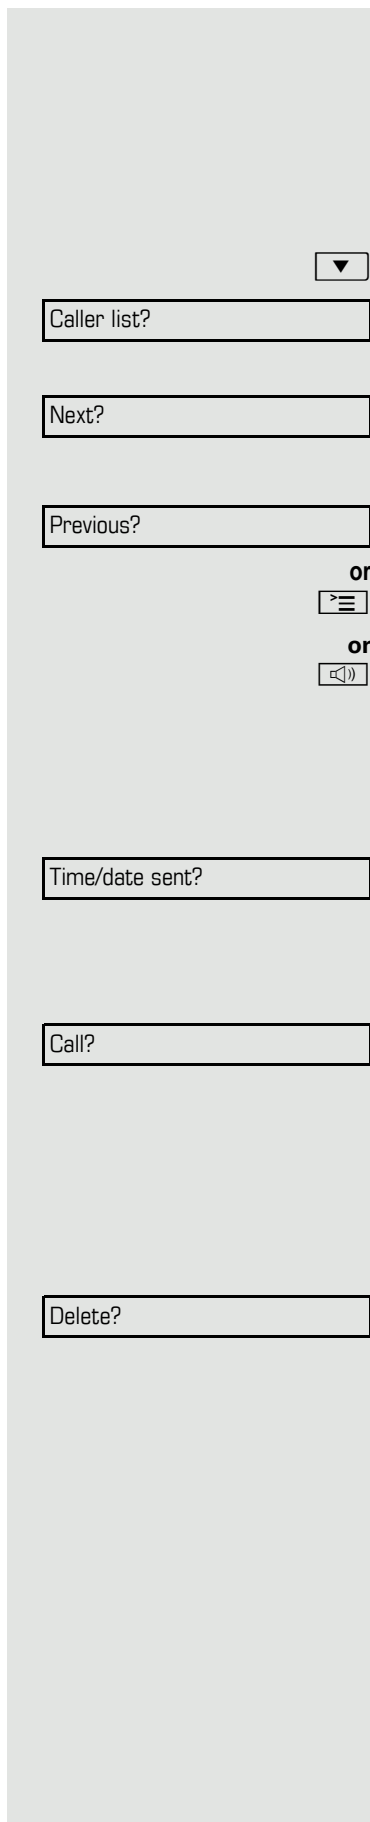 Caller list?
Next?
Previous?
or
or
Time/date sent?
Call?
Delete?